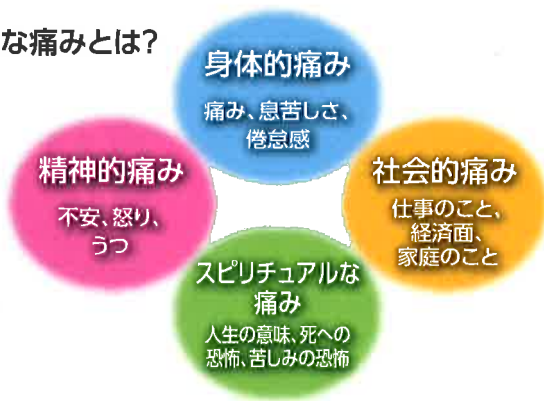 な痛みとは?
身体的痛み
痛み、息苦しさ、
倦怠感
精神的痛み
不安、怒り、
うつ
社会的痛み
仕事のこと、
経済面、
家庭のこと
スピリチュアルな
痛み
人生の意味、死への
恐怖、苦しみの恐怖